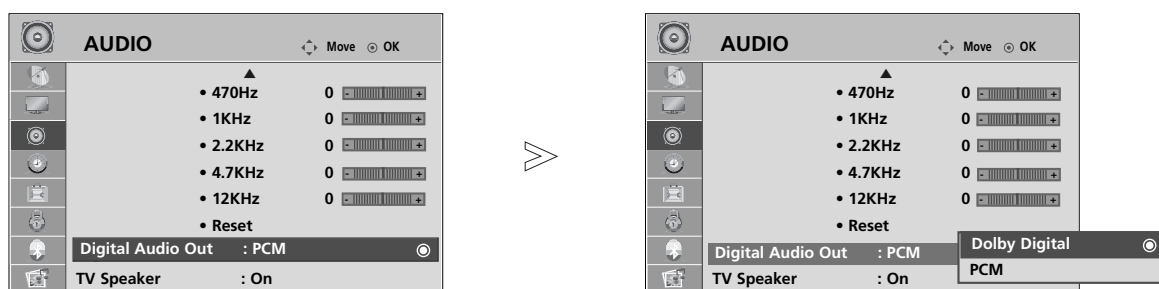 AUDIO Move OK
• 470Hz 0 - +
• 1KHz 0 - +
• 2.2KHz 0 - +
• 4.7KHz 0 - +
• 12KHz 0 - +
• Reset
Digital Audio Out : PCM
TV Speaker : On
AUDIO Move OK
• 470Hz 0 - +
• 1KHz 0 - +
• 2.2KHz 0 - +
• 4.7KHz 0 - +
• 12KHz 0 - +
• Reset
Digital Audio Out : PCM
TV Speaker : On
Dolby Digital
PCM